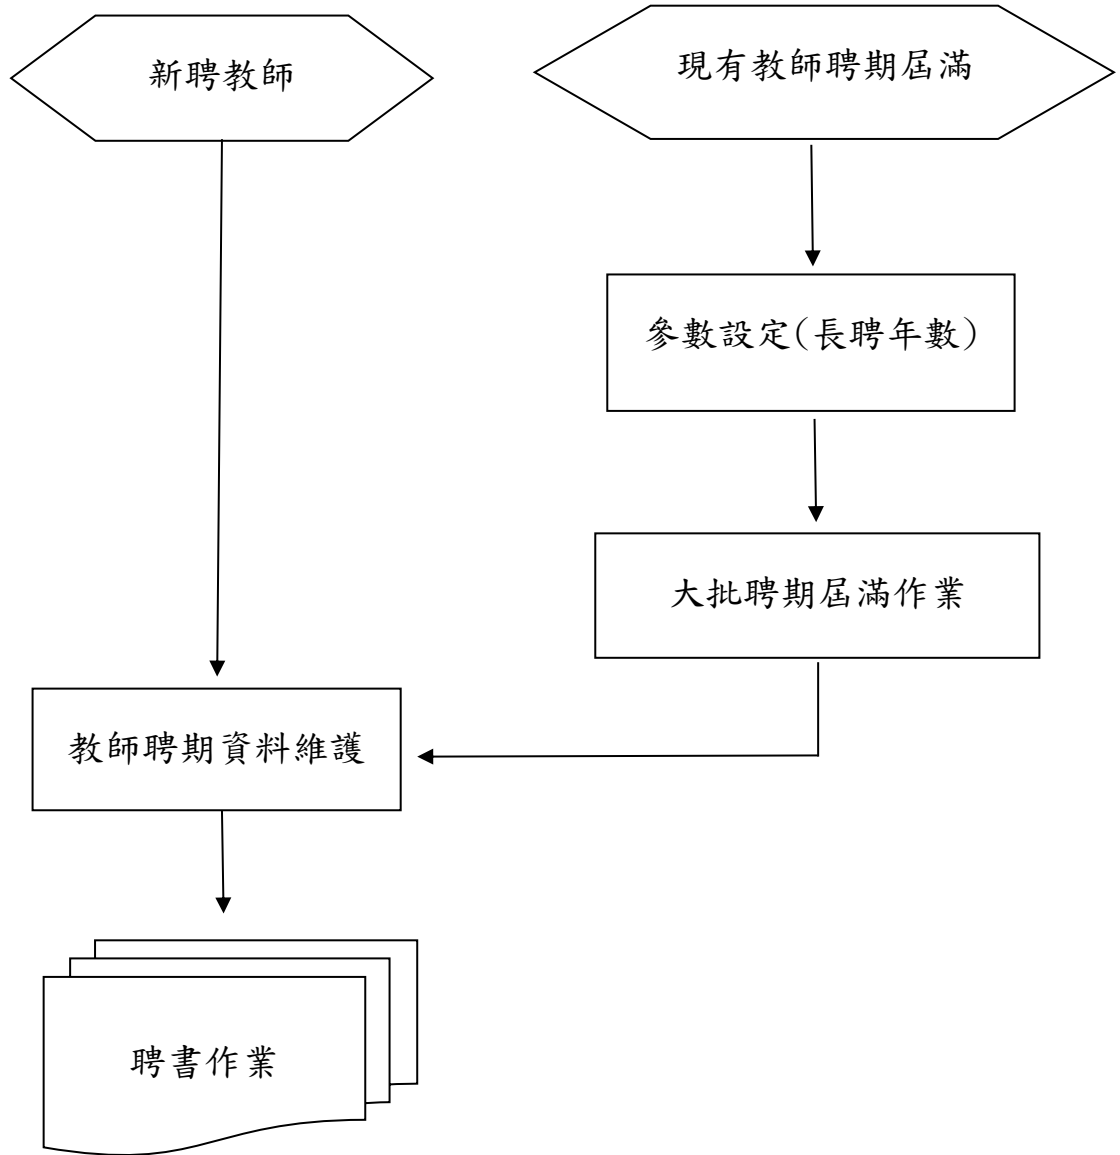 新聘教師
現有教師聘期屆滿
參數設定(長聘年數)
大批聘期屆滿作業
教師聘期資料維護
聘書作業